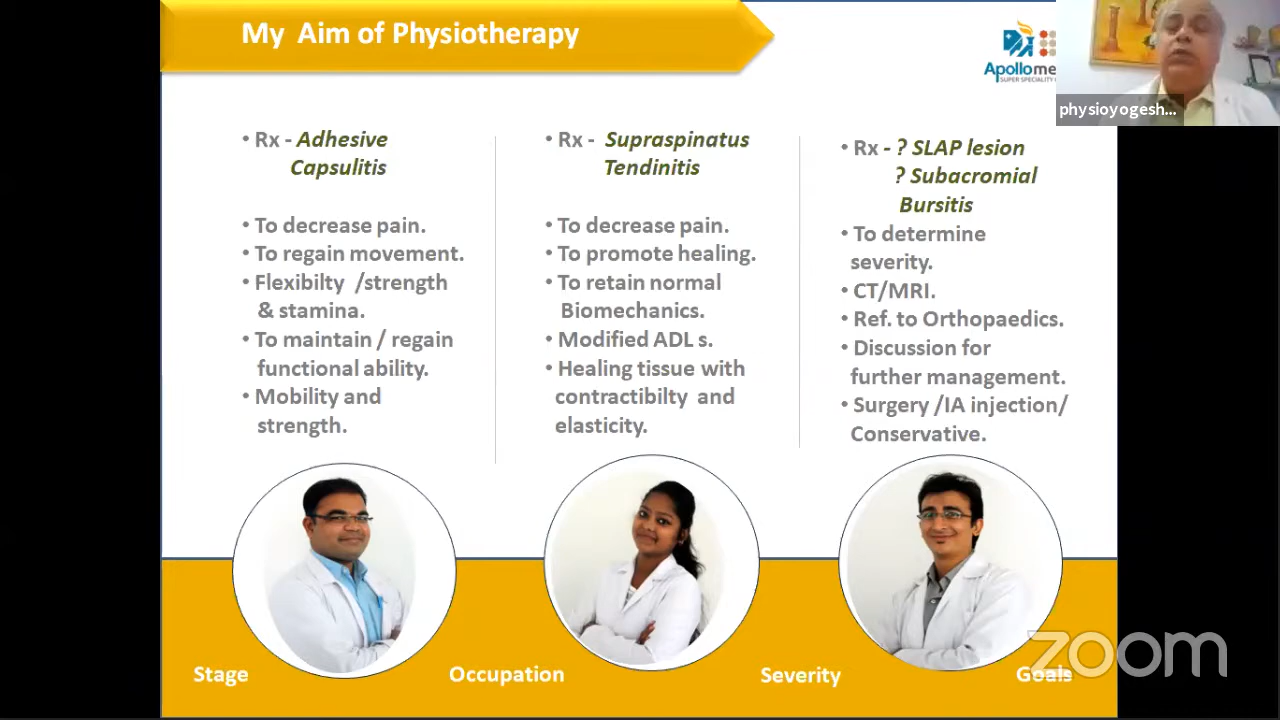 My Aim of Physiotherapy
Apollome
SUPER SPECIALITY
physioyogesh...
• Rx - Adhesive
Capsulitis
• To decrease pain.
• To regain movement.
• Flexibilty /strength
& stamina.
• To maintain / regain
functional ability.
• Mobility and
strength.
• Rx - Supraspinatus
Tendinitis
• To decrease pain.
• To promote healing.
• To retain normal
Biomechanics.
• Modified ADL s.
• Healing tissue with
contractibilty and
elasticity.
• Rx - ? SLAP lesion
? Subacromial
Bursitis
• To determine
severity.
• CT/MRI.
• Ref. to Orthopaedics.
• Discussion for
further management.
• Surgery /IA injection/
Conservative.
Stage
Occupation
Severity
Goals
zoom